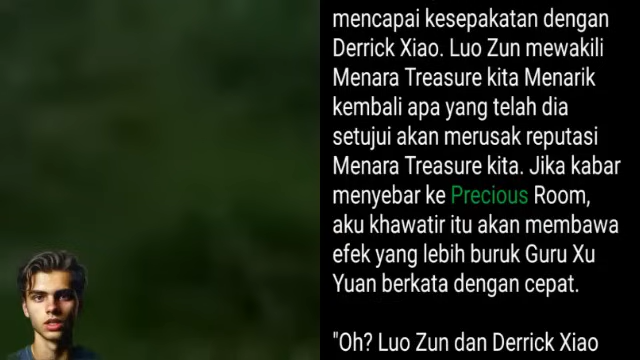 mencapai kesepakatan dengan
Derrick Xiao. Luo Zun mewakili
Menara Treasure kita Menarik
kembali apa yang telah dia
setujui akan merusak reputasi
Menara Treasure kita. Jika kabar
menyebar ke Precious Room,
aku khawatir itu akan membawa
efek yang lebih buruk Guru Xu
Yuan berkata dengan cepat.
"Oh? Luo Zun dan Derrick Xiao